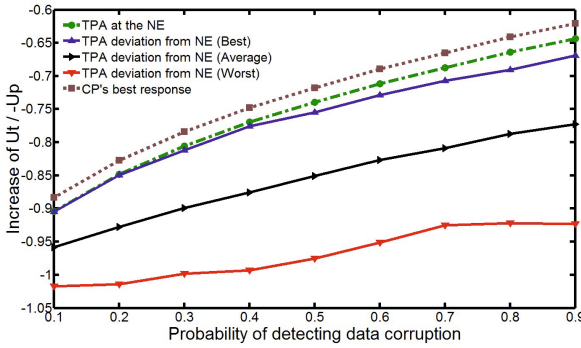 -0.6
-0.65
-0.7
-0.75
-0.8
-0.85
-0.9
-0.95
-1
-1.05
Increase of Ut / -Up
TPA at the NE
TPA deviation from NE (Best)
TPA deviation from NE (Average)
TPA deviation from NE (Worst)
CP's best response
0.1 0.2 0.3 0.4 0.5 0.6 0.7 0.8 0.9
Probability of detecting data corruption